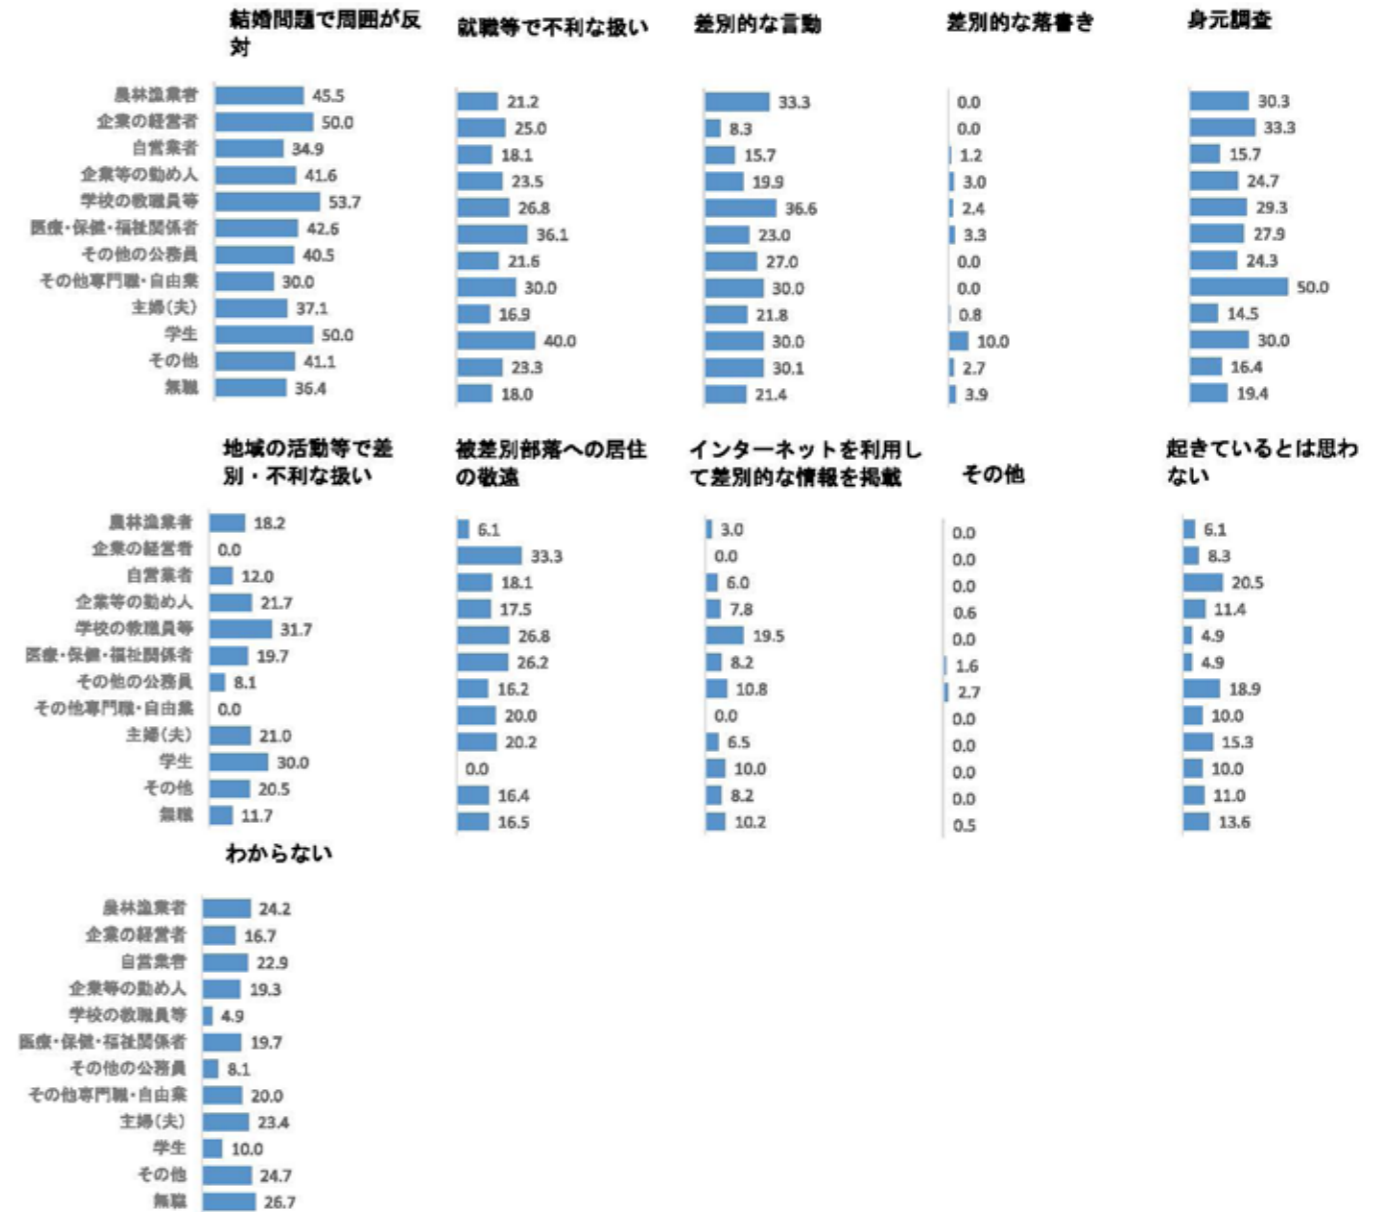 結婚問題で周囲が反
対
就職等で不利な扱い
差別的な言動
差別的な落書き
身元調査
農林漁業者 45.5 21.2 33.3 0.0 30.3
企業の経営者 50.0 25.0 8.3 0.0 33.3
自営業者 34.9 18.1 15.7 1.2 15.7
企業等の勤め人 41.6 23.5 19.9 3.0 24.7
学校の教職員等 53.7 26.8 36.6 2.4 29.3
医療・保健・福祉関係者 42.6 36.1 23.0 3.3 27.9
その他の公務員 40.5 21.6 27.0 0.0 24.3
その他専門職・自由業 30.0 30.0 30.0 0.0 50.0
主婦(夫) 37.1 16.9 21.8 0.8 14.5
学生 50.0 40.0 30.0 10.0 30.0
その他 41.1 23.3 30.1 2.7 16.4
無職 36.4 18.0 21.4 3.9 19.4
地域の活動等で差
別・不利な扱い
被差別部落への居住
の敬遠
インターネットを利用し
て差別的な情報を掲載
その他
起きているとは思わ
ない
農林漁業者 18.2 6.1 3.0 0.0 6.1
企業の経営者 0.0 33.3 0.0 0.0 8.3
自営業者 12.0 18.1 6.0 0.0 20.5
企業等の勤め人 21.7 17.5 7.8 0.6 11.4
学校の教職員等 31.7 26.8 19.5 0.0 4.9
医療・保健・福祉関係者 19.7 26.2 8.2 1.6 4.9
その他の公務員 8.1 16.2 10.8 2.7 18.9
その他専門職・自由業 0.0 20.0 0.0 0.0 10.0
主婦(夫) 21.0 20.2 6.5 0.0 15.3
学生 30.0 0.0 10.0 0.0 10.0
その他 20.5 16.4 8.2 0.0 11.0
無職 11.7 16.5 10.2 0.5 13.6
わからない
農林漁業者 24.2
企業の経営者 16.7
自営業者 22.9
企業等の勤め人 19.3
学校の教職員等 4.9
医療・保健・福祉関係者 19.7
その他の公務員 8.1
その他専門職・自由業 20.0
主婦(夫) 23.4
学生 10.0
その他 24.7
無職 26.7